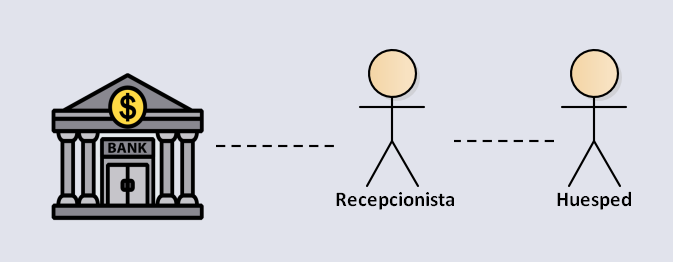 $
BANK
Recepcionista
Huesped